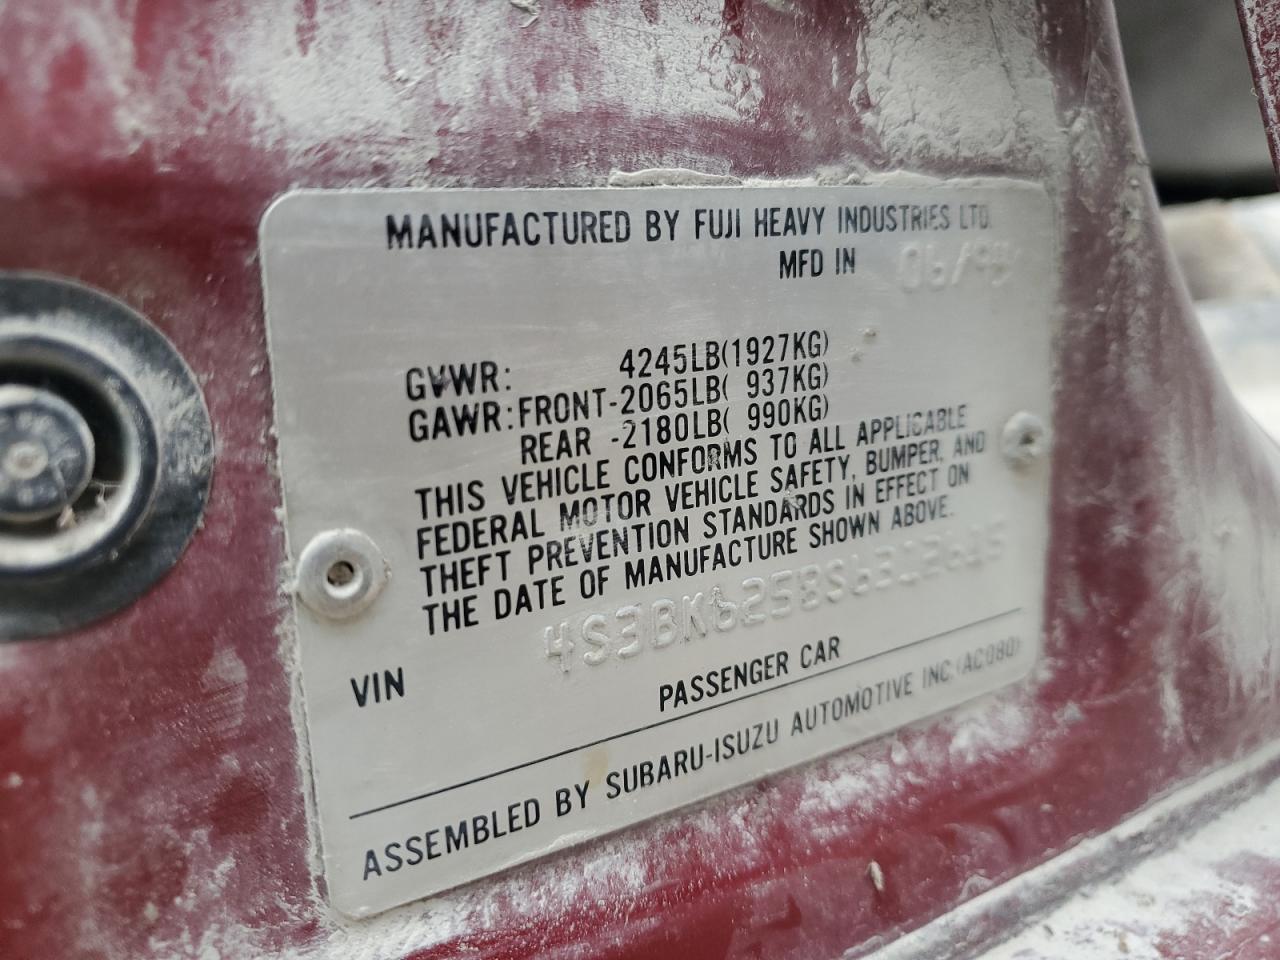 MANUFACTURED BY FUJI HEAVY INDUSTRIES LTD.
MFD IN 06/94
GVWR: 4245LB(1927KG)
GAWR:FRONT-2065LB( 937KG)
REAR -2180LB( 990KG)
THIS VEHICLE CONFORMS TO ALL APPLICABLE
FEDERAL MOTOR VEHICLE SAFETY, BUMPER, AND
THEFT PREVENTION STANDARDS IN EFFECT ON
THE DATE OF MANUFACTURE SHOWN ABOVE.
VIN
PASSENGER CAR
ASSEMBLED BY SUBARU-ISUZU AUTOMOTIVE INC.(AC080)